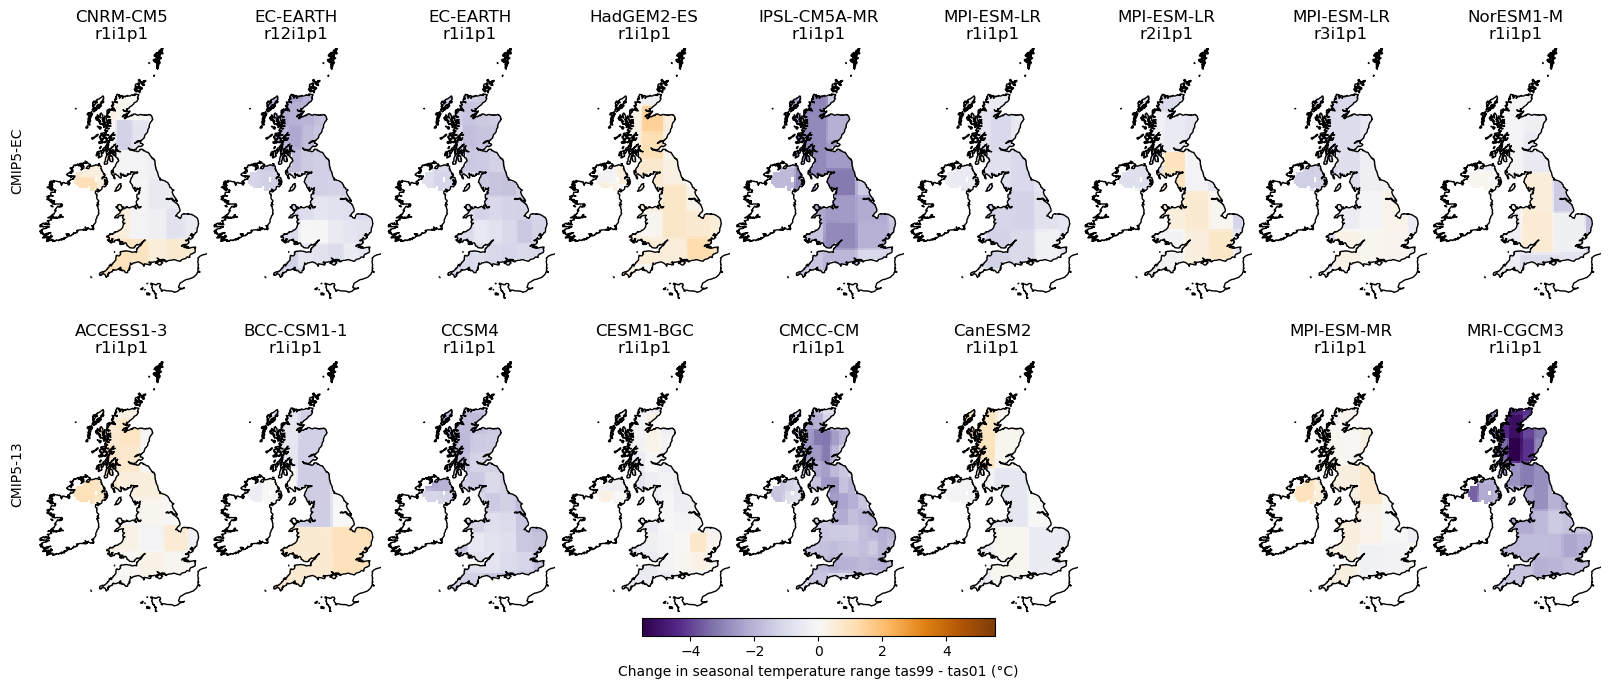 CNRM-CM5 EC-EARTH EC-EARTH HadGEM2-ES IPSL-CM5A-MR MPI-ESM-LR MPI-ESM-LR MPI-ESM-LR NorESM1-M
r1i1p1 r12i1p1 r1i1p1 r1i1p1 r1i1p1 r1i1p1 r2i1p1 r3i1p1 r1i1p1
CMIP5-EC
ACCESS1-3 BCC-CSM1-1 CCSM4 CESM1-BGC CMCC-CM CanESM2 MPI-ESM-MR MRI-CGCM3
r1i1p1 r1i1p1 r1i1p1 r1i1p1 r1i1p1 r1i1p1 r1i1p1 r1i1p1
CMIP5-13
−4 −2 0 2 4
Change in seasonal temperature range tas99 - tas01 (°C)